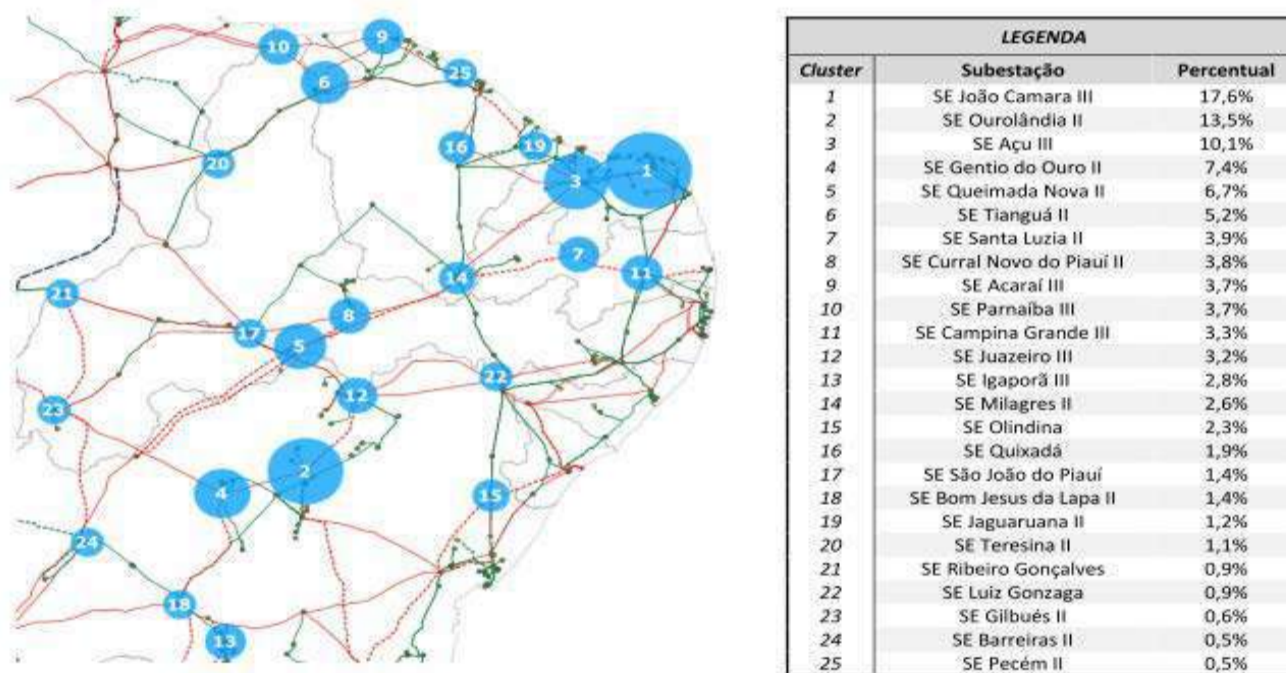 10
9
6
25
20
16
19
1
3
7
11
14
21
8
17
5
22
12
23
2
4
15
24
18
13
LEGENDA
Cluster Subestação Percentual
1 SE João Camara III 17,6%
2 SE Ourolândia II 13,5%
3 SE Açu III 10,1%
4 SE Gentio do Ouro II 7,4%
5 SE Queimada Nova II 6,7%
6 SE Tianguá II 5,2%
7 SE Santa Luzia II 3,9%
8 SE Curral Novo do Piauí II 3,8%
9 SE Acaraí III 3,7%
10 SE Parnaíba III 3,7%
11 SE Campina Grande III 3,3%
12 SE Juazeiro III 3,2%
13 SE Igaporã III 2,8%
14 SE Milagres II 2,6%
15 SE Olindina 2,3%
16 SE Quixadá 1,9%
17 SE São João do Piauí 1,4%
18 SE Bom Jesus da Lapa II 1,4%
19 SE Jaguaruana II 1,2%
20 SE Teresina II 1,1%
21 SE Ribeiro Gonçalves 0,9%
22 SE Luiz Gonzaga 0,9%
23 SE Gilbués II 0,6%
24 SE Barreiras II 0,5%
25 SE Pecém II 0,5%